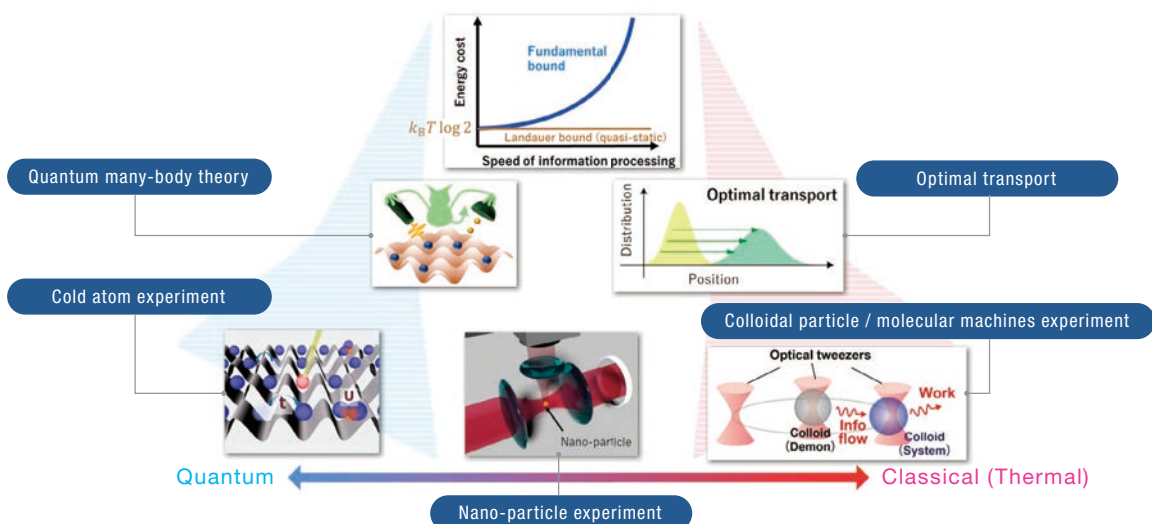 Energy cost
Fundamental
bound
k_B T log 2
Landauer bound (quasi-static)
Speed of information processing
Quantum many-body theory
Optimal transport
Distribution
Optimal transport
Position
Cold atom experiment
Colloidal particle / molecular machines experiment
t
U
Nano-particle
Optical tweezers
Work
Info
flow
Colloid
(Demon)
Colloid
(System)
Quantum
Classical (Thermal)
Nano-particle experiment